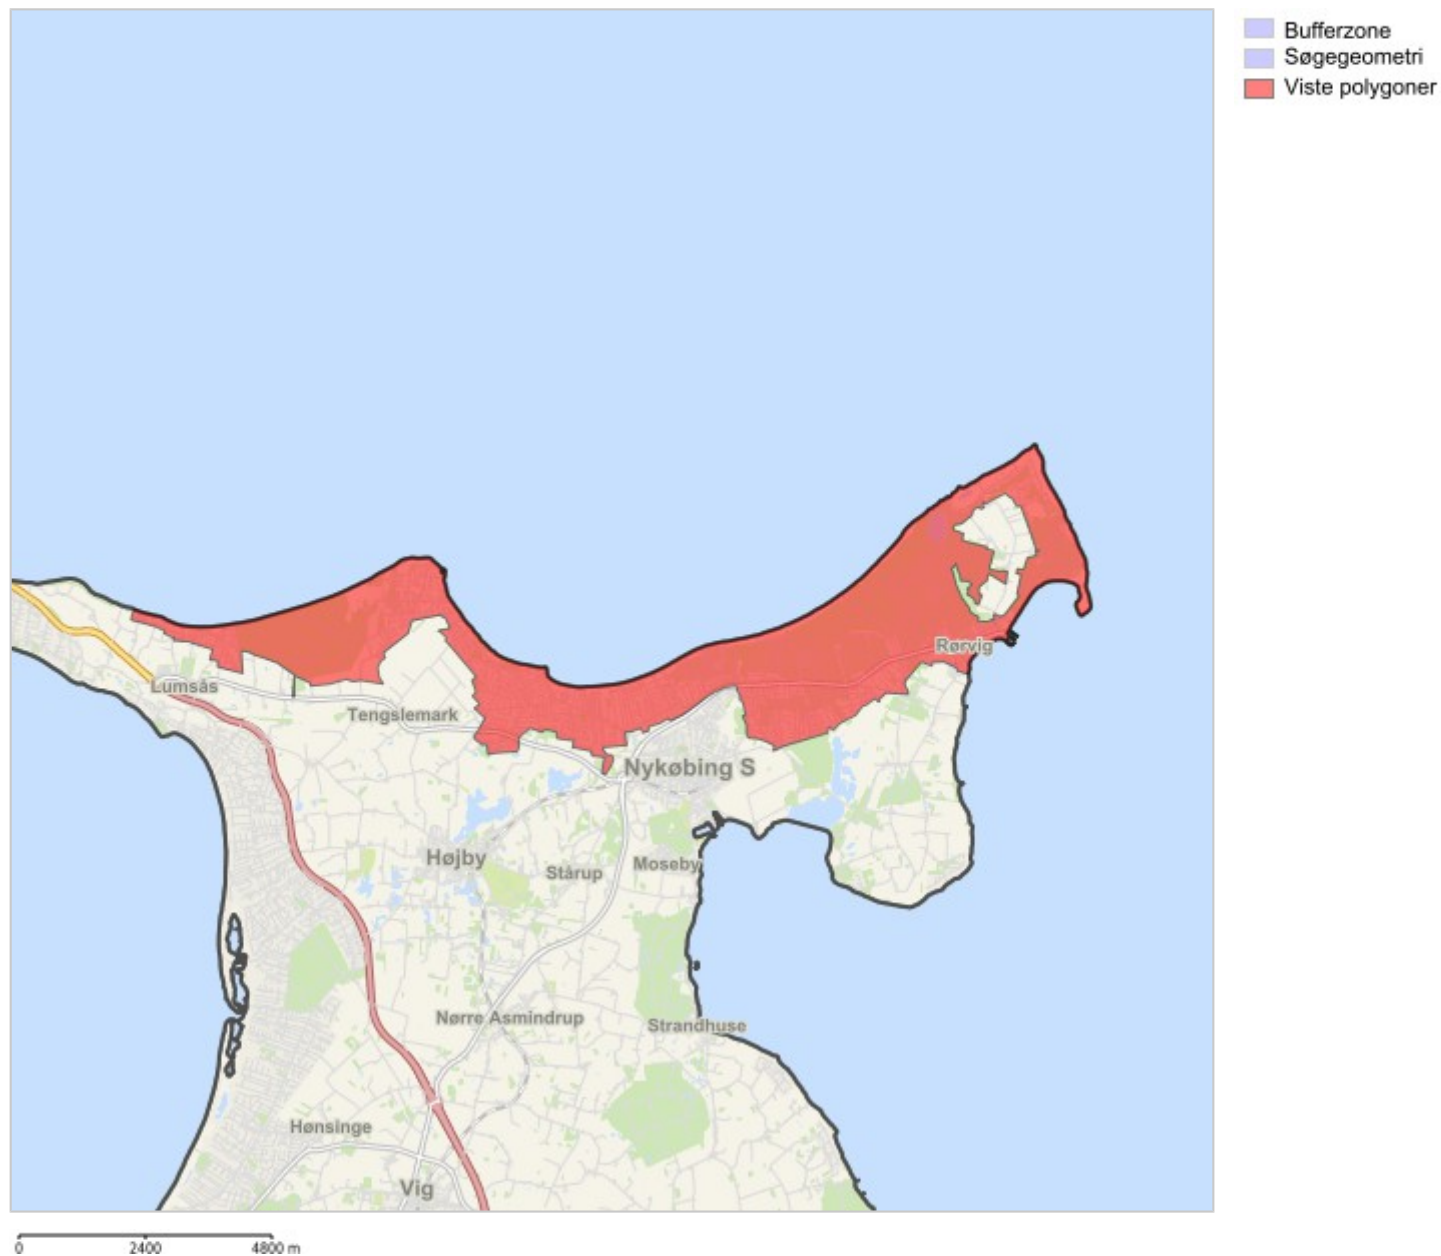 Bufferzone
Søgegeometri
Viste polygoner
Rørvig
Lumsås
Tengslemark
Nykøbing S
Højby
Stårup
Moseby
Nørre Asmindrup
Strandhuse
Hønsinge
Vig
0 2400 4800 m